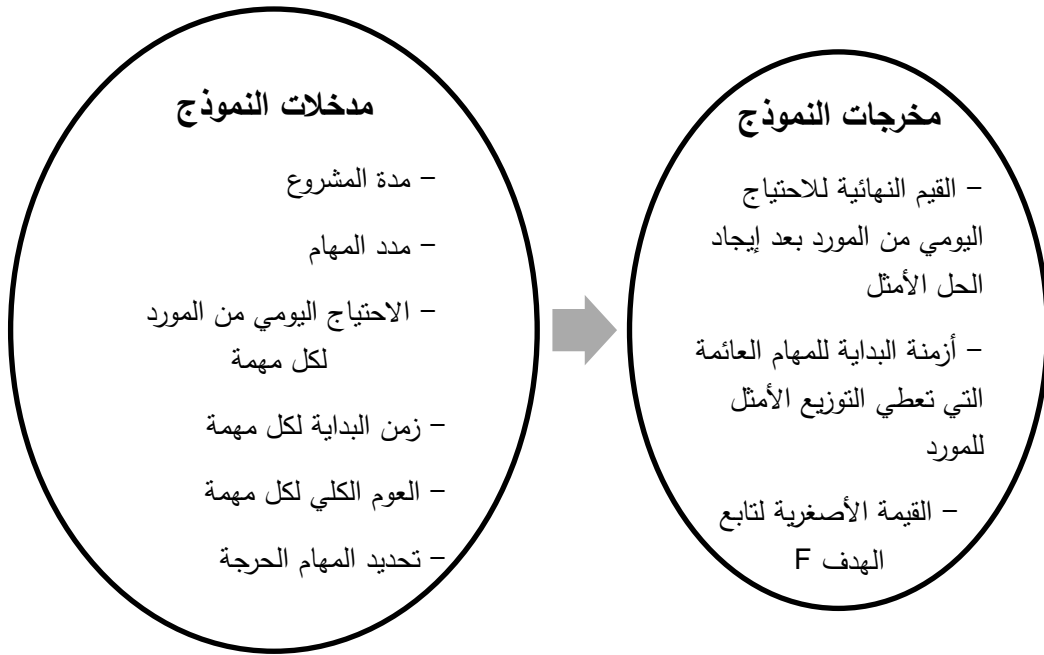 مدخلات النموذج
– مدة المشروع
– مدد المهام
– الاحتياج اليومي من المورد
لكل مهمة
– زمن البداية لكل مهمة
– العوم الكلي لكل مهمة
– تحديد المهام الحرجة
مخرجات النموذج
– القيم النهائية للاحتياج
اليومي من المورد بعد إيجاد
الحل الأمثل
– أزمنة البداية للمهام العائمة
التي تعطي التوزيع الأمثل
للمورد
– القيمة الأصغرية لتابع
الهدف F